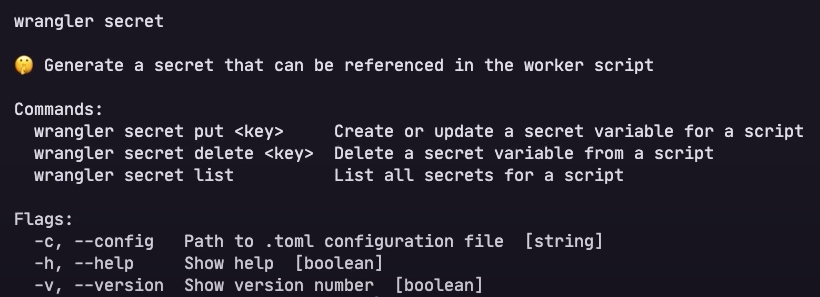 wrangler secret
🤫 Generate a secret that can be referenced in the worker script
Commands:
wrangler secret put <key>     Create or update a secret variable for a script
wrangler secret delete <key>  Delete a secret variable from a script
wrangler secret list          List all secrets for a script
Flags:
-c, --config   Path to .toml configuration file  [string]
-h, --help     Show help  [boolean]
-v, --version  Show version number  [boolean]